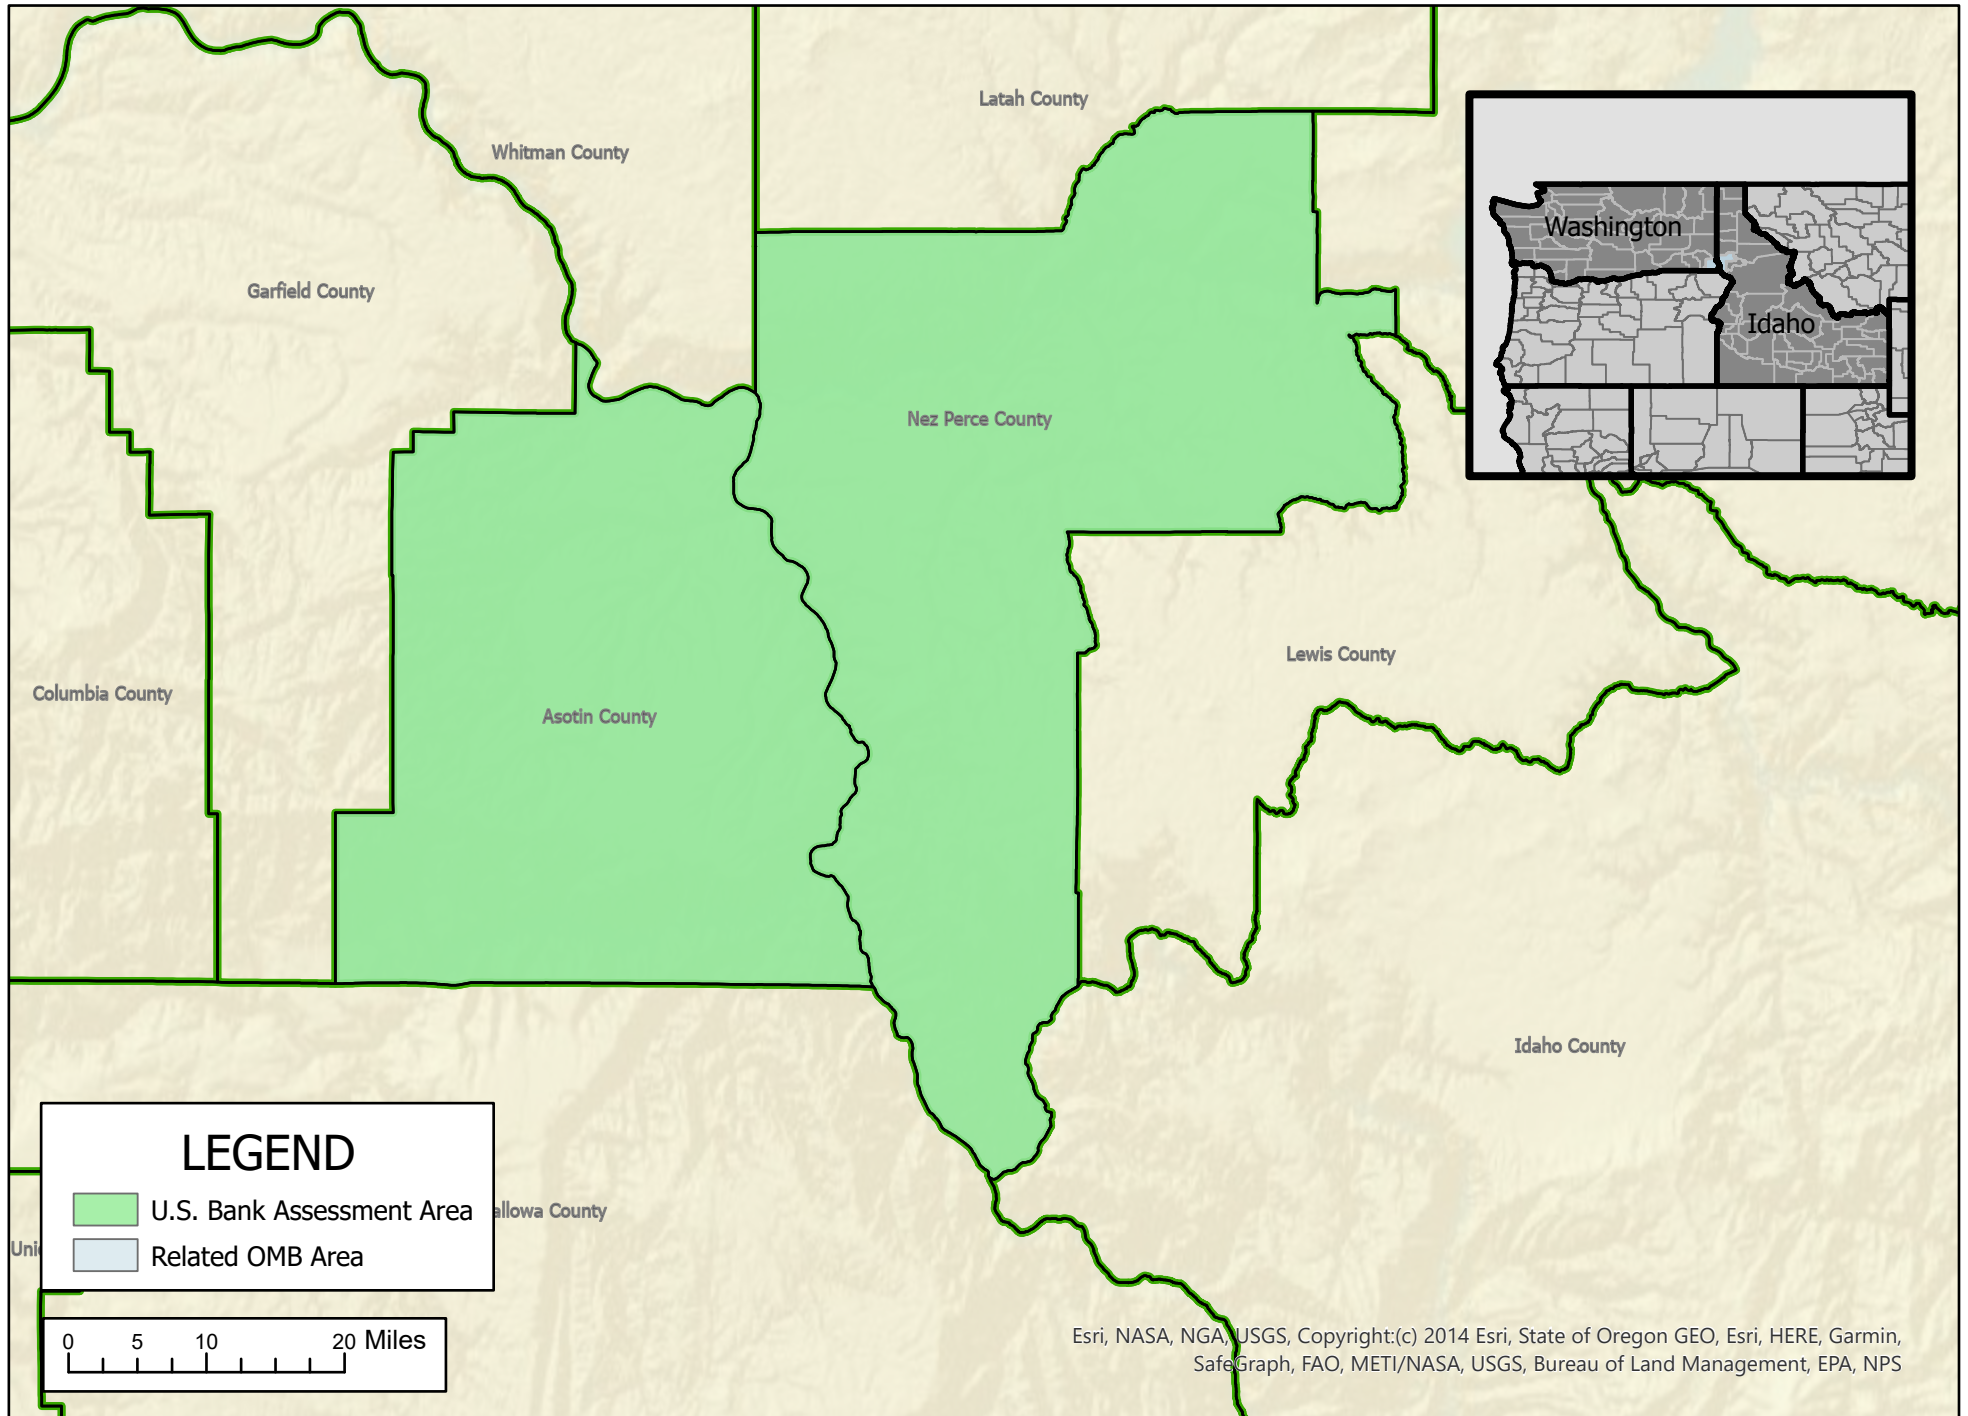 Latah County
Whitman County
Washington
Garfield County
Idaho
Nez Perce County
Lewis County
Columbia County
Asotin County
Idaho County
LEGEND
U.S. Bank Assessment Area
Related OMB Area
allowa County
Uni
0 5 10 20 Miles
Esri, NASA, NGA, USGS, Copyright:(c) 2014 Esri, State of Oregon GEO, Esri, HERE, Garmin,
SafeGraph, FAO, METI/NASA, USGS, Bureau of Land Management, EPA, NPS